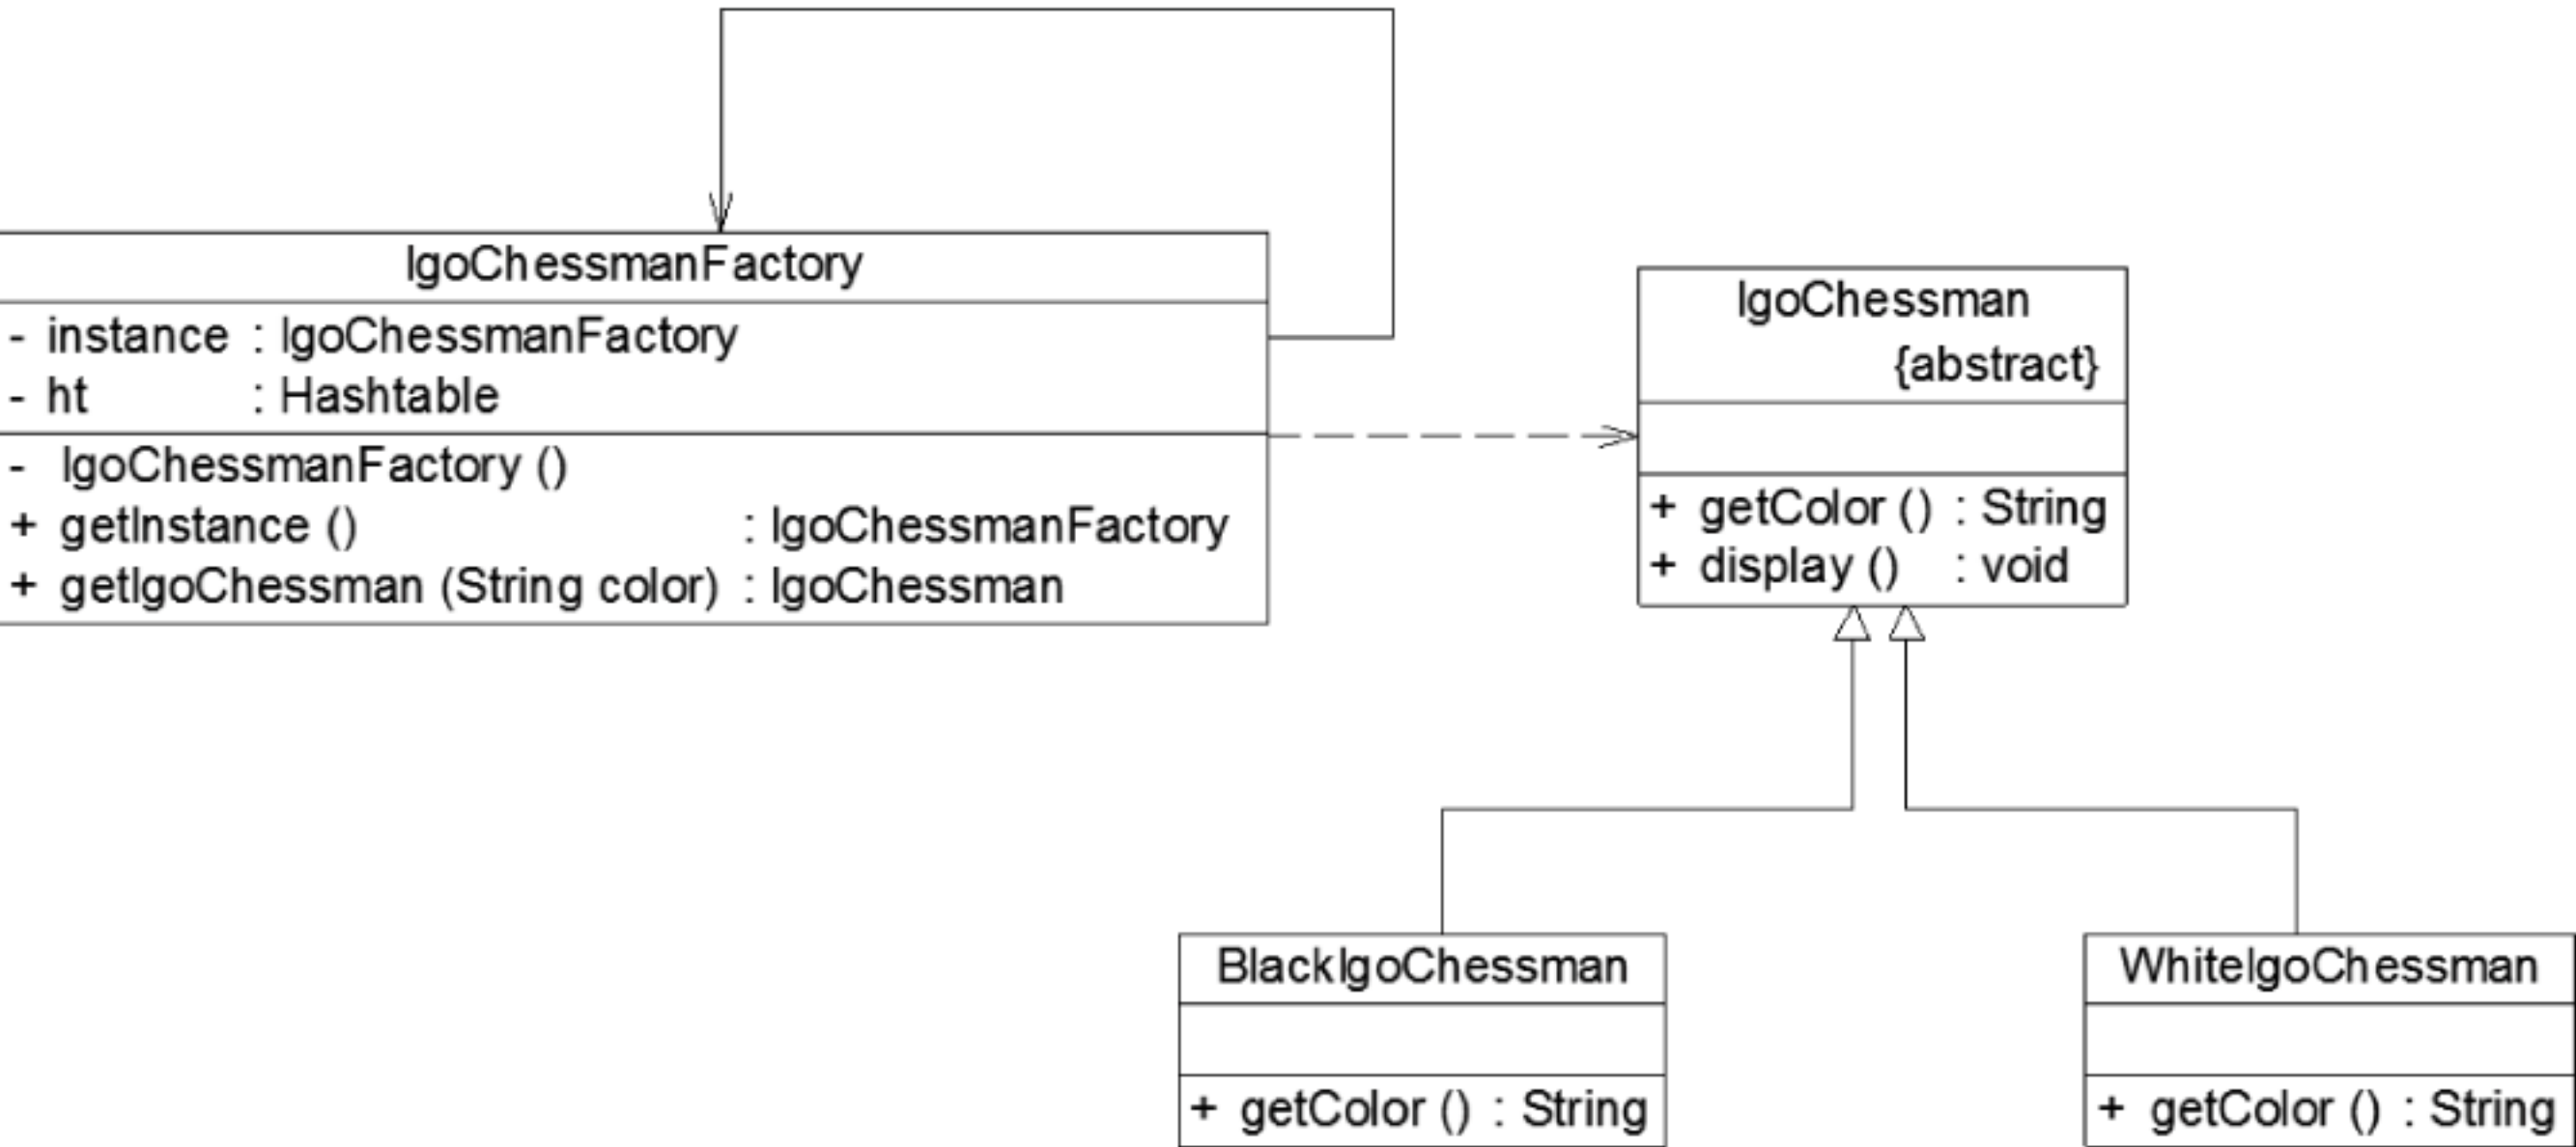 IgoChessmanFactory
- instance : IgoChessmanFactory
- ht : Hashtable
- IgoChessmanFactory ()
+ getInstance () : IgoChessmanFactory
+ getIgoChessman (String color) : IgoChessman
IgoChessman
{abstract}
+ getColor () : String
+ display () : void
BlackIgoChessman
+ getColor () : String
WhiteIgoChessman
+ getColor () : String